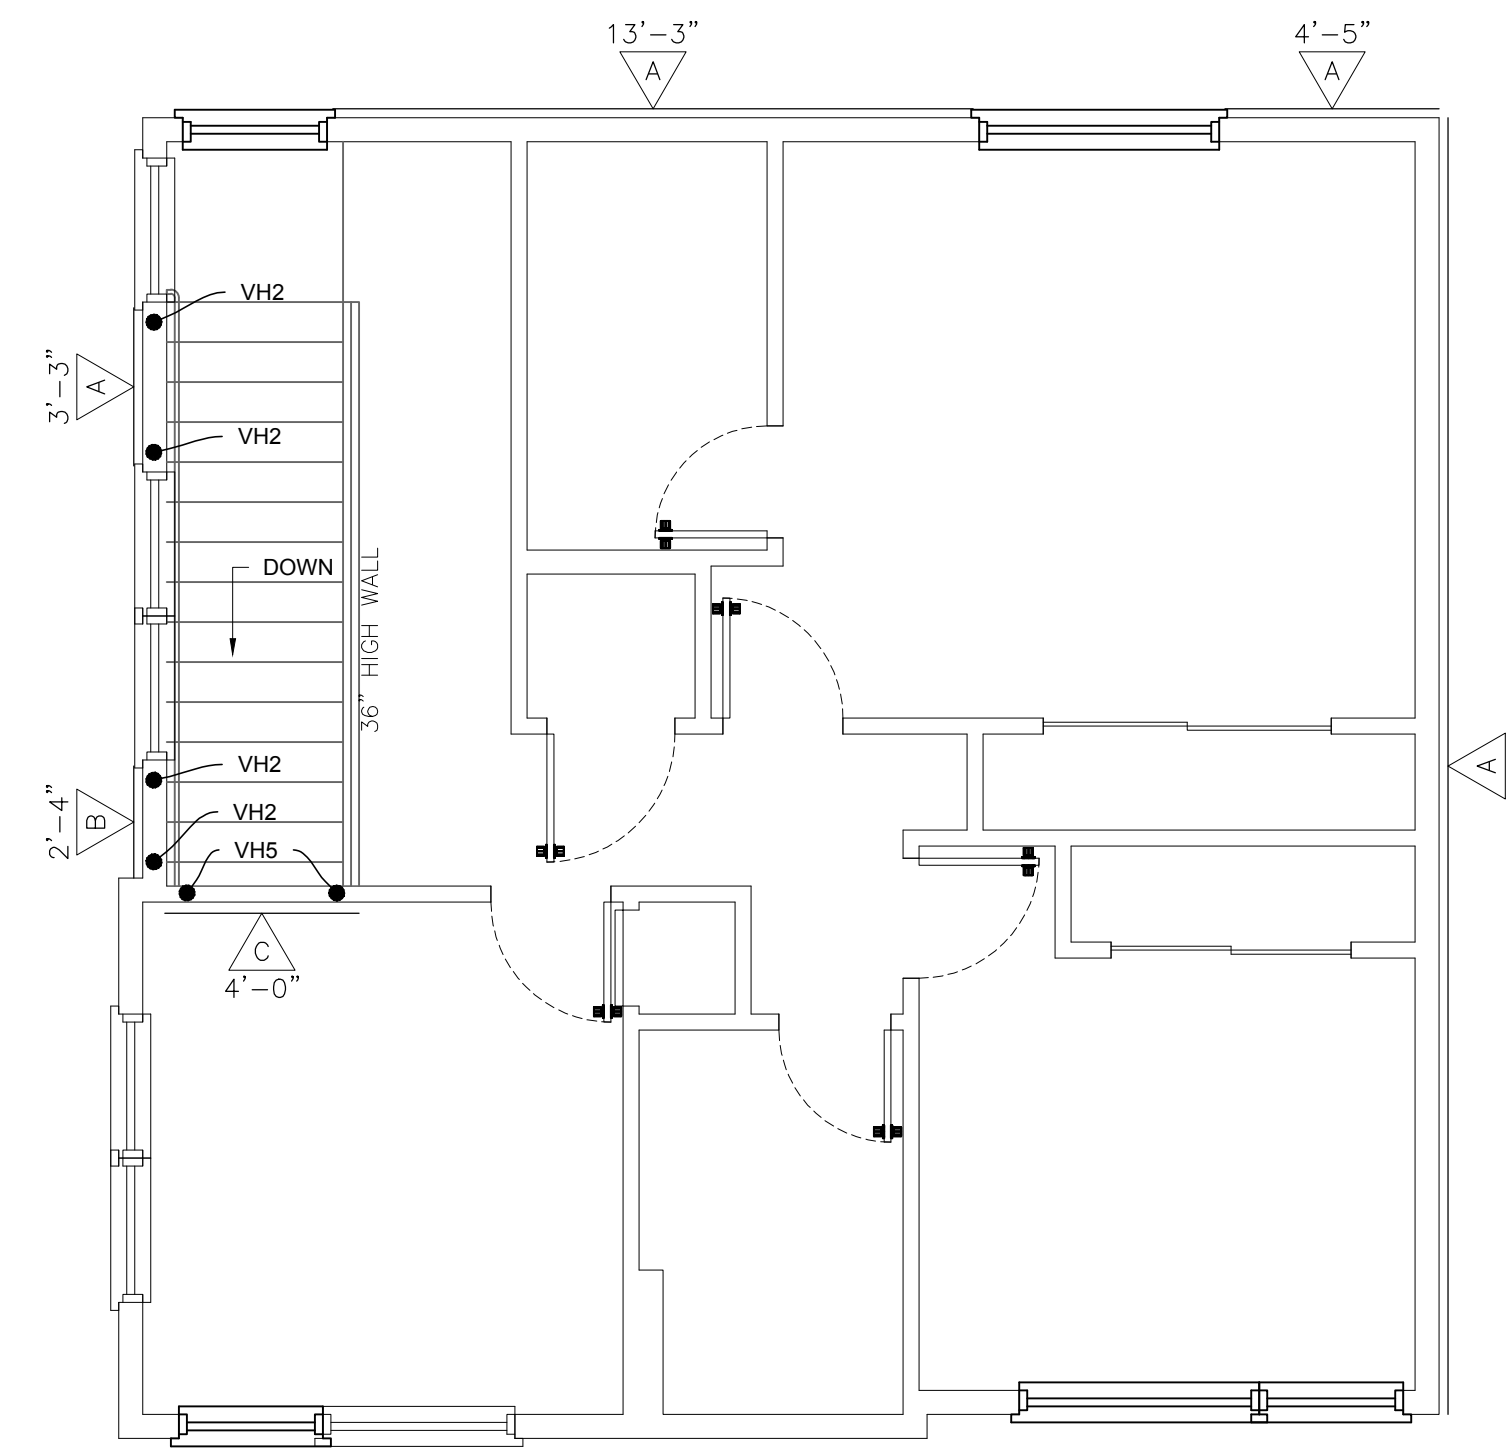 13’-3” 4’-5”
A A
VH2
3’-3” A
VH2
DOWN
36” HIGH WALL
VH2
A
2’-4” B
VH2
VH5
C
4’-0”